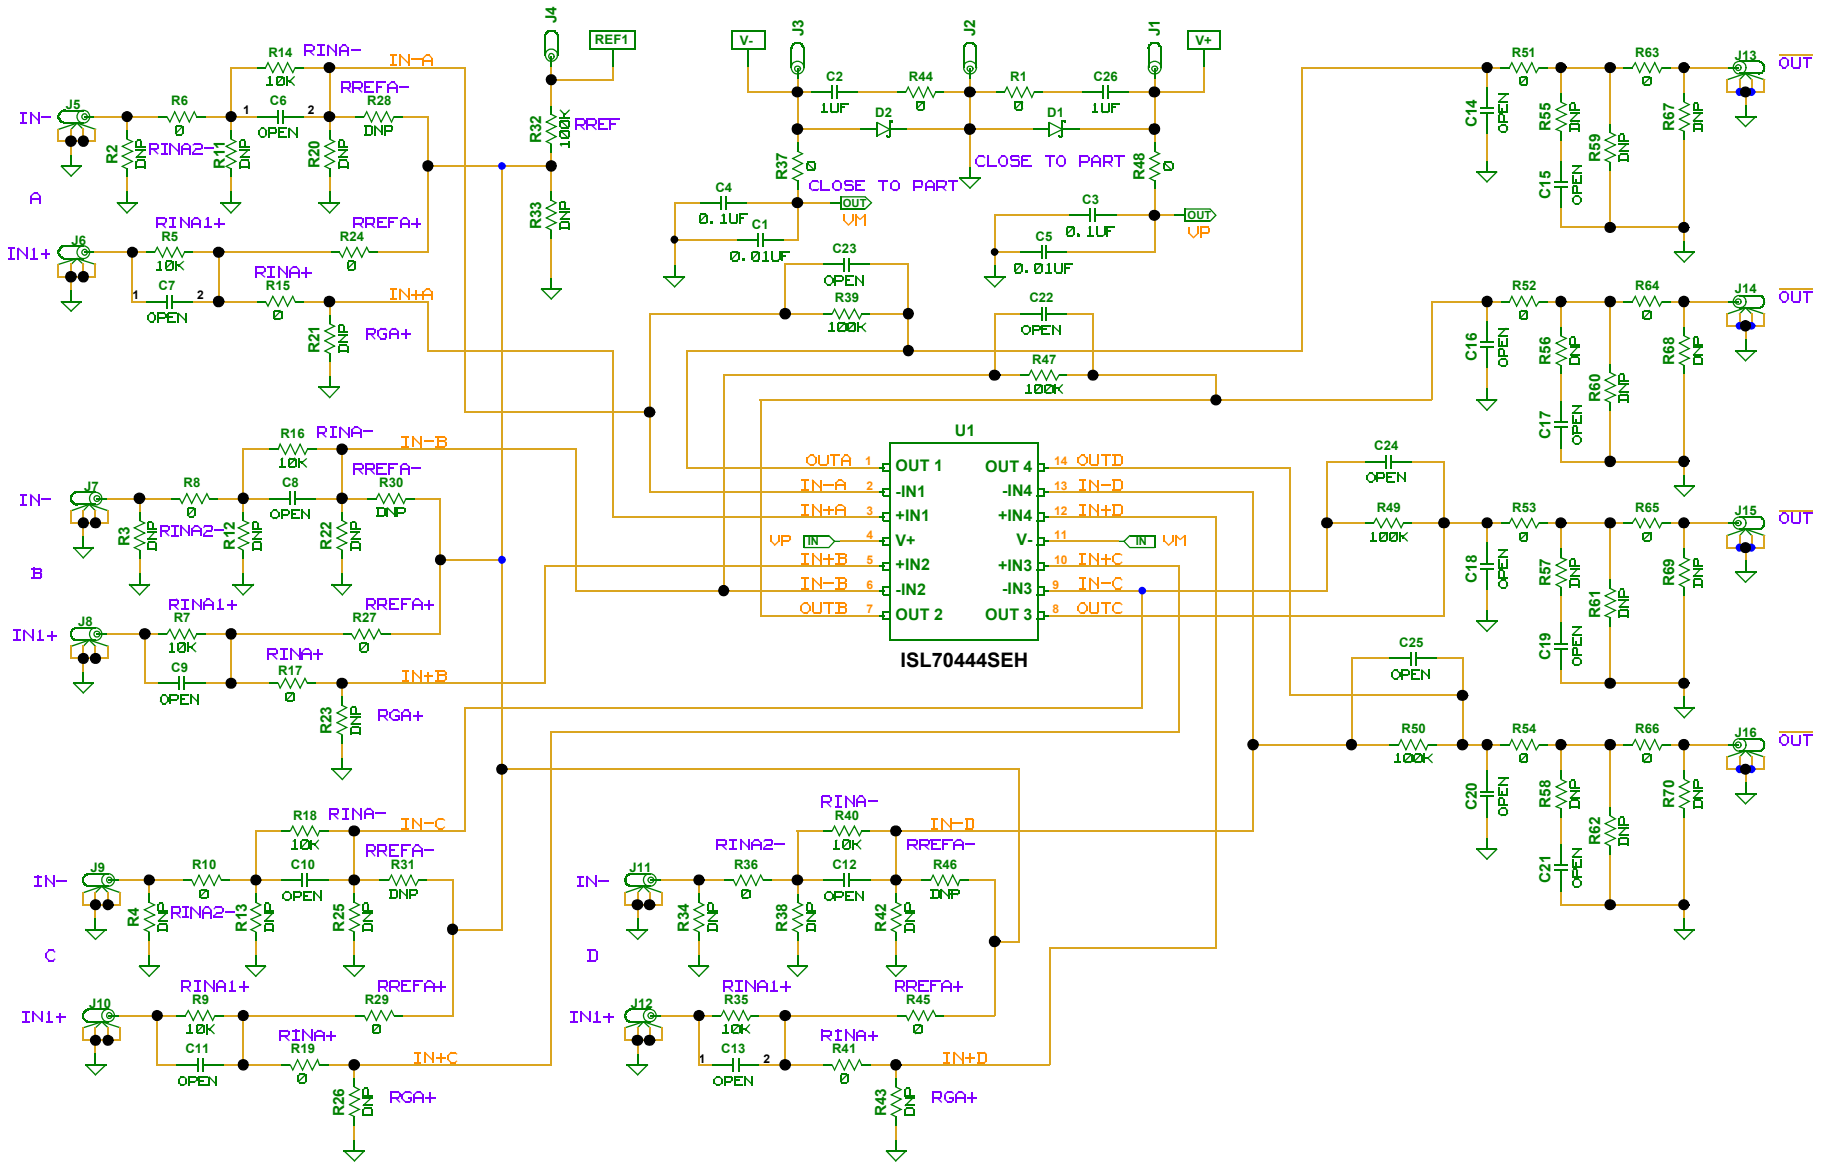 J4
REF1
RREF
R32
100K
R33
DNP
V-
J3
J2
J1
V+
C2
1UF
R44
0
R1
0
C26
1UF
D2
D1
CLOSE TO PART
CLOSE TO PART
R37
0
R48
0
C4
0.1UF
OUT
VM
C1
0.01UF
C3
0.1UF
OUT
VP
C5
0.01UF
C23
OPEN
R39
100K
C22
OPEN
R47
100K
R14
RINA-
IN-A
10K
RREFA-
J5
R6
1
C6
2
R28
IN-
0
OPEN
DNP
R2
DNP
RINA2-
R11
DNP
R20
DNP
A
RINA1+
RREFA+
IN1+
J6
R5
R24
10K
0
RINA+
1
C7
2
R15
IN+A
OPEN
0
R21
DNP
RGA+
R16
RINA-
IN-B
10K
RREFA-
J7
R8
C8
R30
IN-
0
OPEN
DNP
R3
DNP
RINA2-
R12
DNP
R22
DNP
B
RINA1+
RREFA+
IN1+
J8
R7
R27
10K
0
RINA+
C9
R17
IN+B
OPEN
0
R23
DNP
RGA+
R18
RINA-
IN-C
10K
RREFA-
J9
R10
C10
R31
IN-
0
OPEN
DNP
R4
DNP
RINA2-
R13
DNP
R25
DNP
C
RINA1+
RREFA+
IN1+
J10
R9
R29
10K
0
RINA+
C11
R19
IN+C
OPEN
0
R26
DNP
RGA+
RINA-
R40
IN-D
10K
RINA2-
RREFA-
J11
R36
C12
R46
IN-
0
OPEN
DNP
R34
DNP
R38
DNP
R42
DNP
D
RINA1+
RREFA+
IN1+
J12
R35
R45
10K
0
RINA+
1
C13
2
R41
IN+D
OPEN
0
R43
DNP
RGA+
U1
OUTA 1 OUT 1 OUT 4 14 OUTD
IN-A 2 -IN1 -IN4 13 IN-D
IN+A 3 +IN1 +IN4 12 IN+D
VP IN 4 V+ V- 11 IN VM
IN+B 5 +IN2 +IN3 10 IN+C
IN-B 6 -IN2 -IN3 9 IN-C
OUTB 7 OUT 2 OUT 3 8 OUTC
ISL70444SEH
C24
OPEN
R49
100K
C25
OPEN
R50
100K
R51
0
R63
0
J13
OUT
C14
OPEN
R55
DNP
R59
DNP
R67
DNP
C15
OPEN
R52
0
R64
0
J14
OUT
C16
OPEN
R56
DNP
R60
DNP
R68
DNP
C17
OPEN
R53
0
R65
0
J15
OUT
C18
OPEN
R57
DNP
R61
DNP
R69
DNP
C19
OPEN
R54
0
R66
0
J16
OUT
C20
OPEN
R58
DNP
R62
DNP
R70
DNP
C21
OPEN